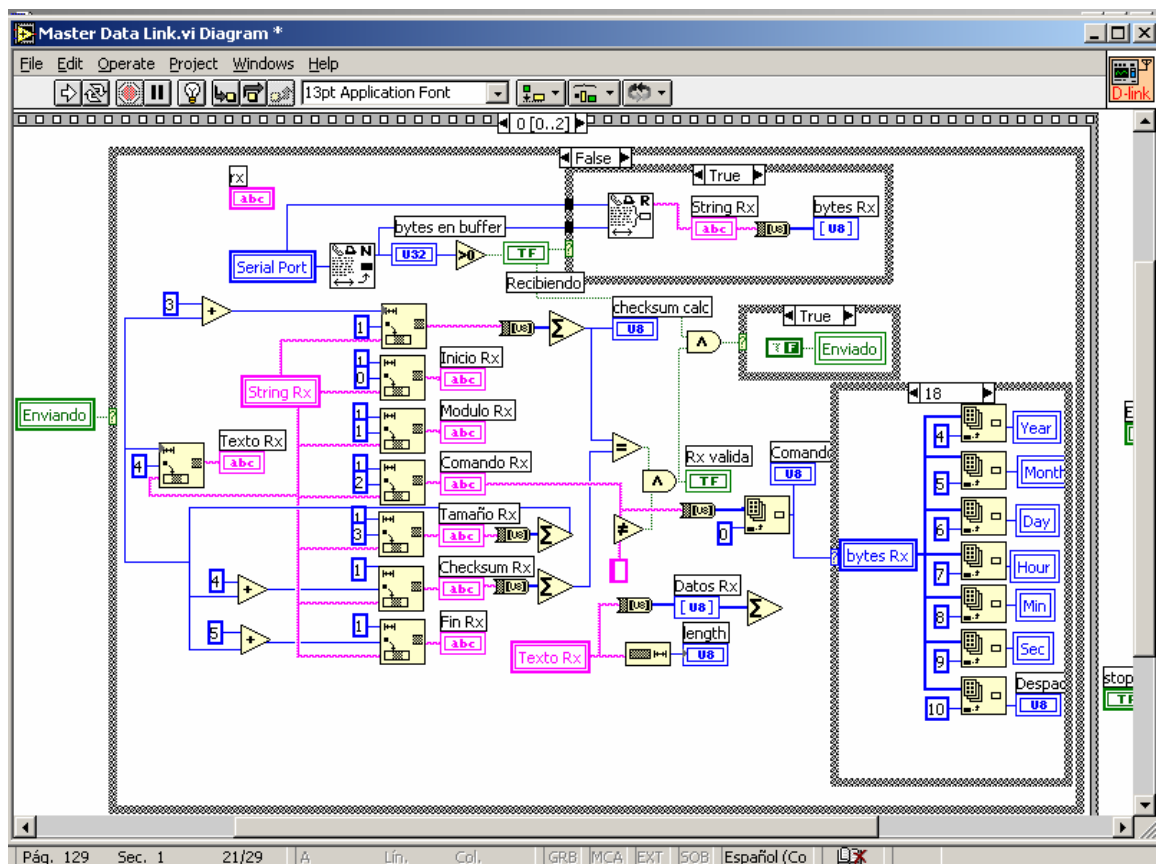 Master Data Link.vi Diagram *
File Edit Operate Project Windows Help
13pt Application Font
D-link
0 [0..2]
False
True
rx
abc
R
String Rx
abc
[U8]
bytes Rx
[U8]
bytes en buffer
Serial Port
N
U32
>0
TF
Recibiendo
3
+
1
[U8]
Σ
checksum calc
U8
∧
True
F
Enviado
String Rx
1
0
Inicio Rx
abc
18
Enviando
1
1
Modulo Rx
abc
4
Year
Texto Rx
abc
4
1
2
Comando Rx
abc
=
∧
Rx valida
TF
Comando
U8
5
Month
1
3
Tamaño Rx
abc
[U8]
Σ
≠
[U8]
0
6
Day
bytes Rx
7
Hour
4
+
1
Checksum Rx
abc
[U8]
Σ
8
Min
5
+
1
Fin Rx
abc
Texto Rx
[U8]
Datos Rx
[U8]
Σ
length
U8
9
Sec
10
Despac
U8
stop
TF
Pág. 129 Sec. 1 21/29 A Lín. Col. GRB MCA EXT SOB Español (Co